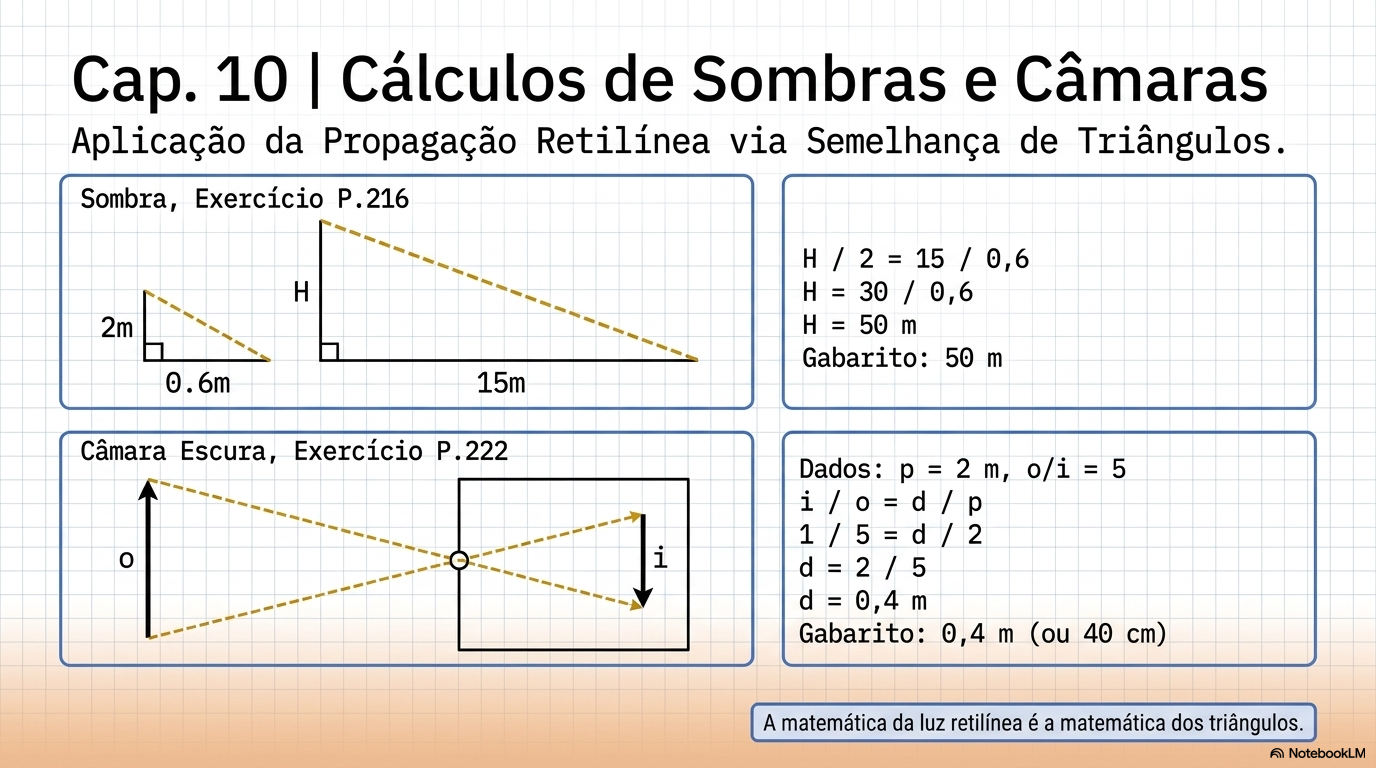 Cap. 10 | Cálculos de Sombras e Câmaras
Aplicação da Propagação Retilínea via Semelhança de Triângulos.
Sombra, Exercício P.216
2m
0.6m
H
15m
H / 2 = 15 / 0,6
H = 30 / 0,6
H = 50 m
Gabarito: 50 m
Câmara Escura, Exercício P.222
o
i
Dados: p = 2 m, o/i = 5
i / o = d / p
1 / 5 = d / 2
d = 2 / 5
d = 0,4 m
Gabarito: 0,4 m (ou 40 cm)
A matemática da luz retilínea é a matemática dos triângulos.
NotebookLM